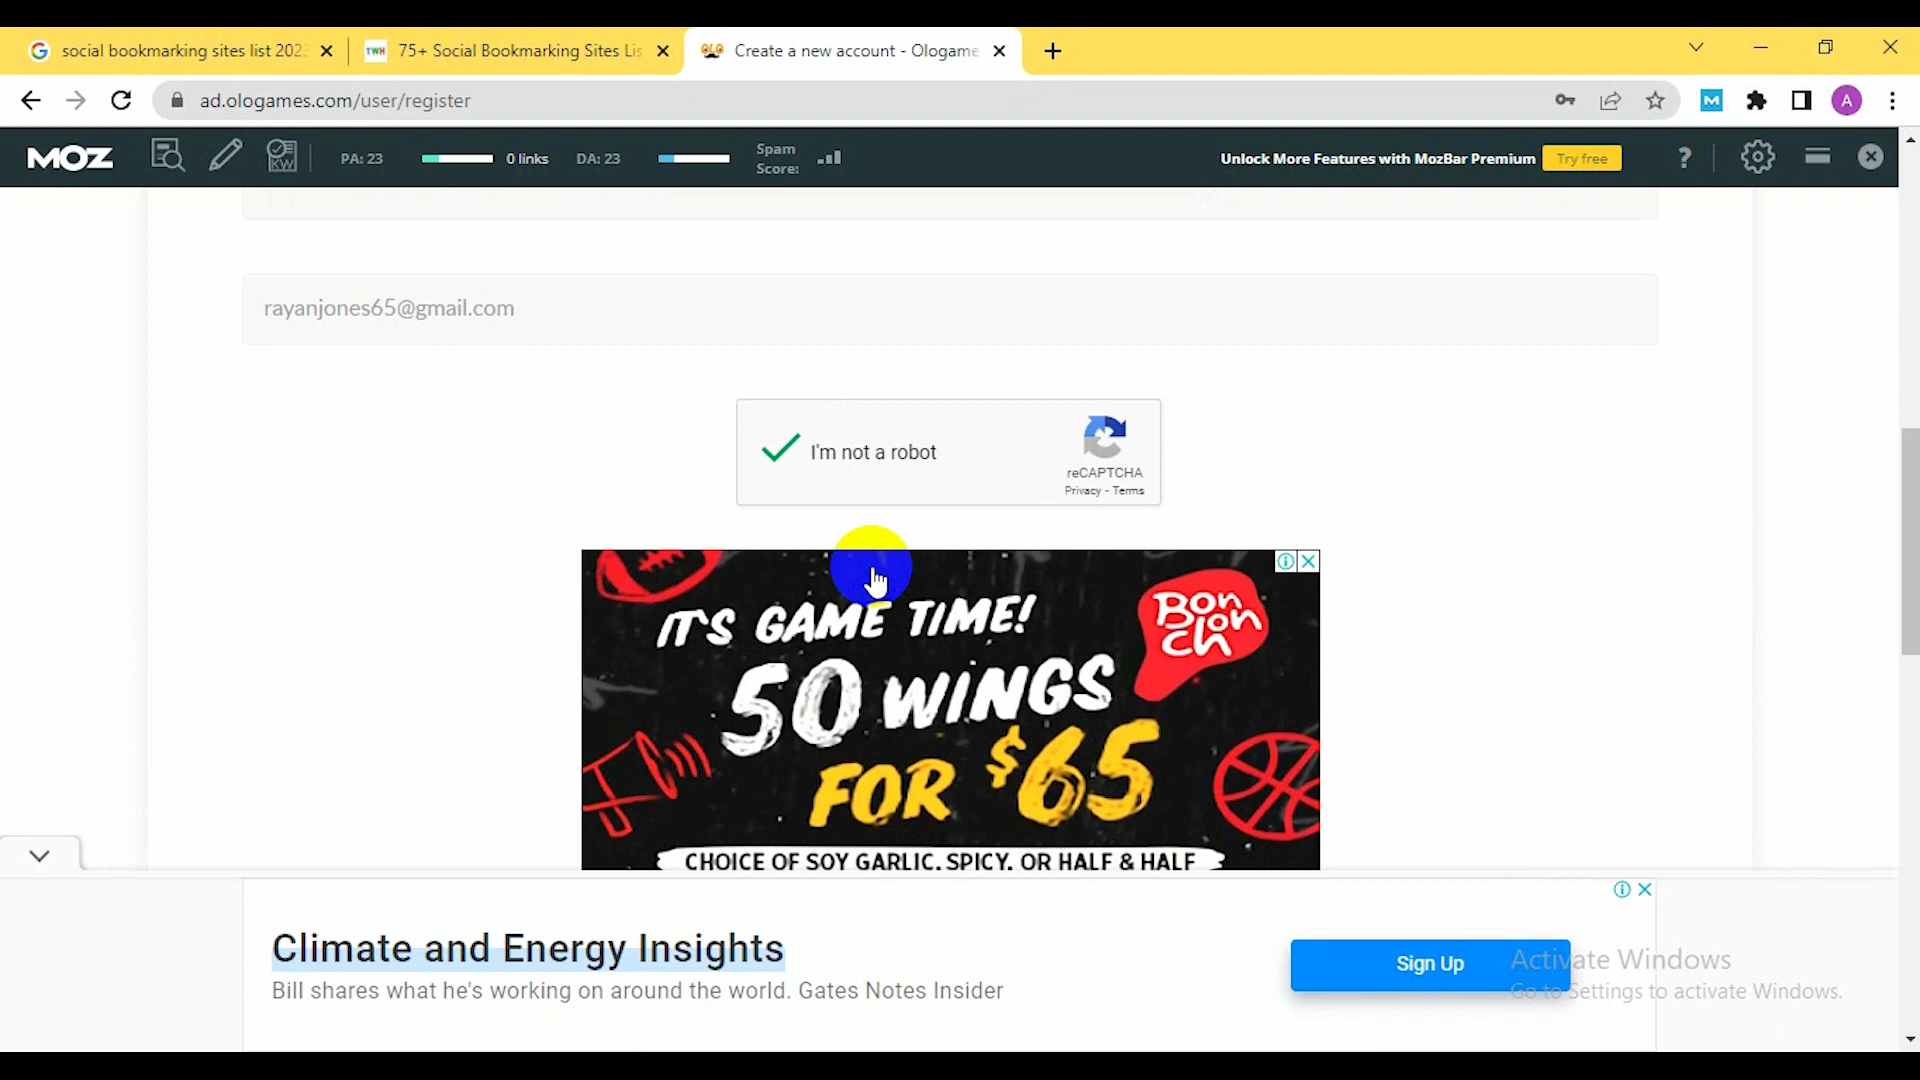 social bookmarking sites list 202
TWH
75+ Social Bookmarking Sites Lis
Create a new account - Ologame
ad.ologames.com/user/register
M
A
MOZ
KW
PA: 23
0 links
DA: 23
Spam
Score:
Unlock More Features with MozBar Premium
Try free
?
rayanjones65@gmail.com
I'm not a robot
reCAPTCHA
Privacy - Terms
IT'S GAME TIME!
50 WINGS
FOR $65
CHOICE OF SOY GARLIC, SPICY, OR HALF & HALF
Bon
Chon
Climate and Energy Insights
Bill shares what he's working on around the world. Gates Notes Insider
Sign Up
Activate Windows
Go to Settings to activate Windows.